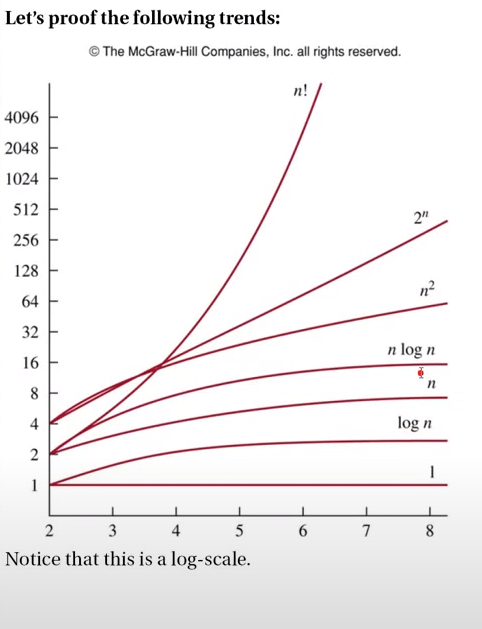 Let's proof the following trends:
© The McGraw-Hill Companies, Inc. all rights reserved.
n!
4096
2048
1024
512
2ⁿ
256
128
n²
64
32
n log n
16
n
8
log n
4
2
1
1
2 3 4 5 6 7 8
Notice that this is a log-scale.